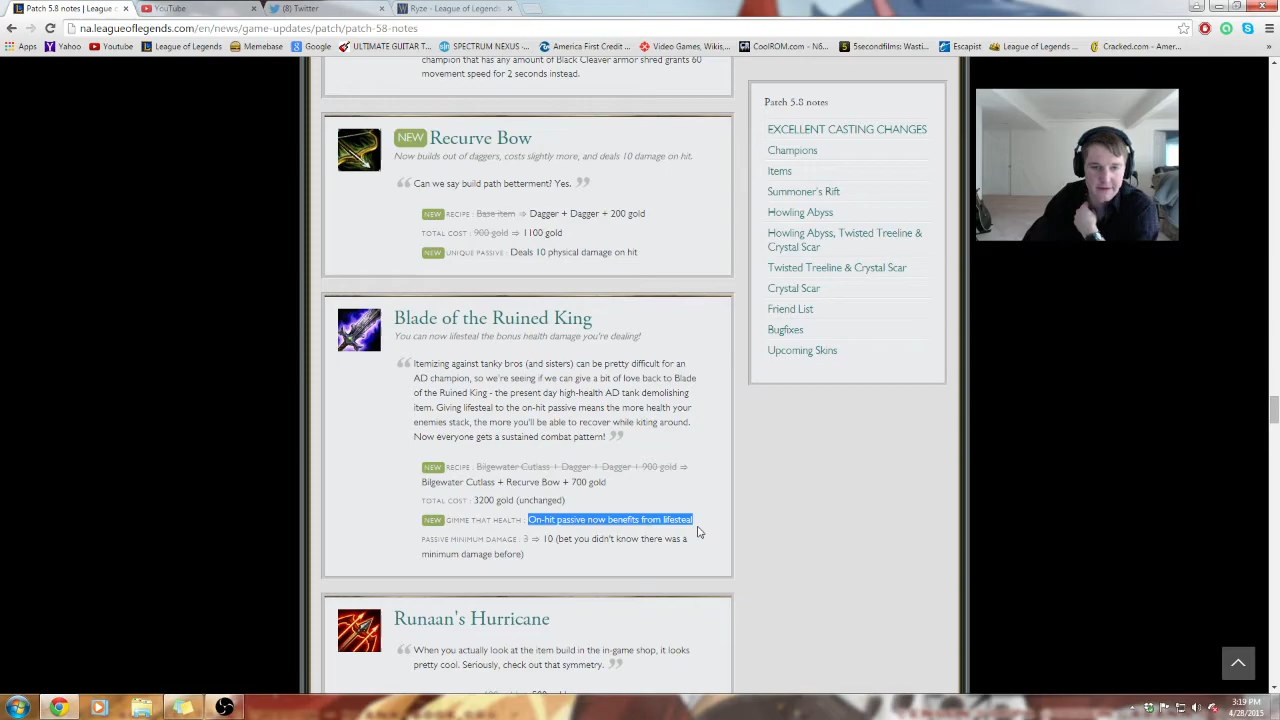 Patch 5.8 notes
YouTube
(8) Twitter
Ryze - League of Legends
na.leagueoflegends.com/en/news/game-updates/patch/patch-58-notes
Apps
Yahoo
Youtube
League of Legends
Memebase
Google
ULTIMATE GUITAR T...
SPECTRUM NEXUS ...
America First Credit ...
Video Games, Wikis,...
CoolROM.com - N6...
5secondfilms: Wasti...
Escapist
League of Legends ...
Cracked.com - Amer...
champion that has any amount of Black Cleaver armor shred grants 60
movement speed for 2 seconds instead.
NEW Recurve Bow
Now builds out of daggers, costs slightly more, and deals 10 damage on hit.
Can we say build path betterment? Yes.
NEW RECIPE : Base item ⇒ Dagger + Dagger + 200 gold
TOTAL COST : 900 gold ⇒ 1100 gold
NEW UNIQUE PASSIVE : Deals 10 physical damage on hit
Blade of the Ruined King
You can now lifesteal the bonus health damage you're dealing!
Itemizing against tanky bros (and sisters) can be pretty difficult for an
AD champion, so we're seeing if we can give a bit of love back to Blade
of the Ruined King - the present day high-health AD tank demolishing
item. Giving lifesteal to the on-hit passive means the more health your
enemies stack, the more you'll be able to recover while kiting around.
Now everyone gets a sustained combat pattern!
NEW RECIPE : Bilgewater Cutlass + Dagger + Dagger + 900 gold ⇒
Bilgewater Cutlass + Recurve Bow + 700 gold
TOTAL COST : 3200 gold (unchanged)
NEW GIMME THAT HEALTH : On-hit passive now benefits from lifesteal
PASSIVE MINIMUM DAMAGE : 3 ⇒ 10 (bet you didn't know there was a
minimum damage before)
Runaan's Hurricane
When you actually look at the item build in the in-game shop, it looks
pretty cool. Seriously, check out that symmetry.
Patch 5.8 notes
EXCELLENT CASTING CHANGES
Champions
Items
Summoner's Rift
Howling Abyss
Howling Abyss, Twisted Treeline &
Crystal Scar
Twisted Treeline & Crystal Scar
Crystal Scar
Friend List
Bugfixes
Upcoming Skins
3:19 PM
4/28/2015